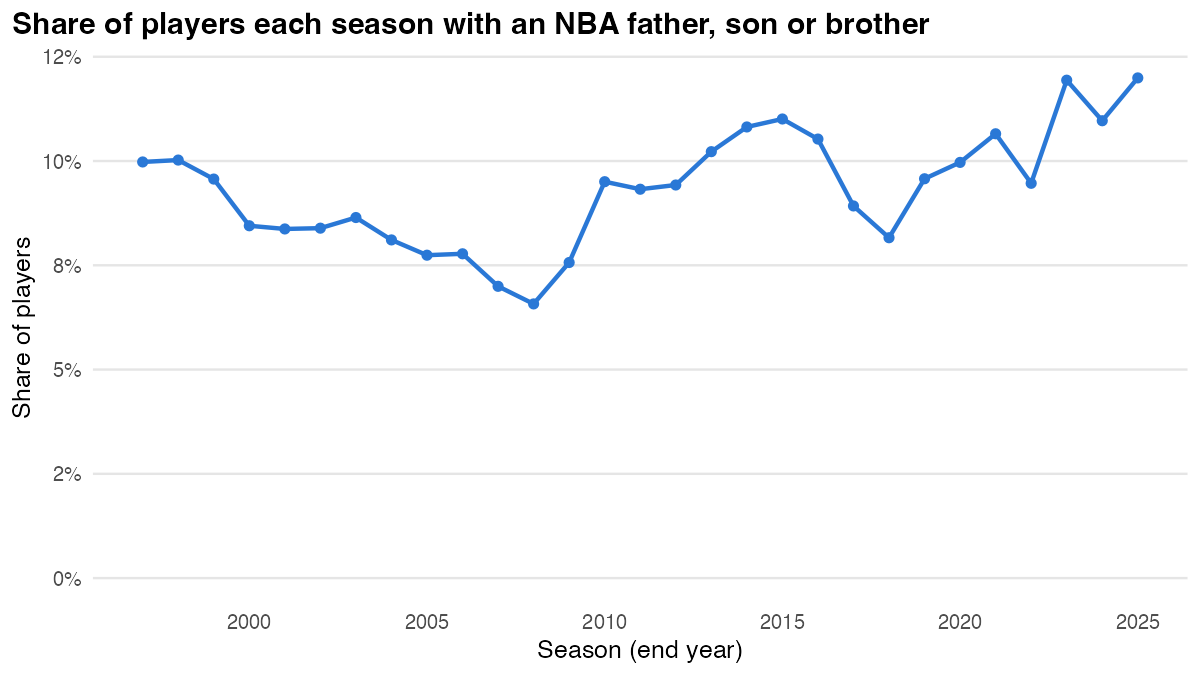 Share of players each season with an NBA father, son or brother
12%
10%
8%
5%
2%
0%
Share of players
2000 2005 2010 2015 2020 2025
Season (end year)